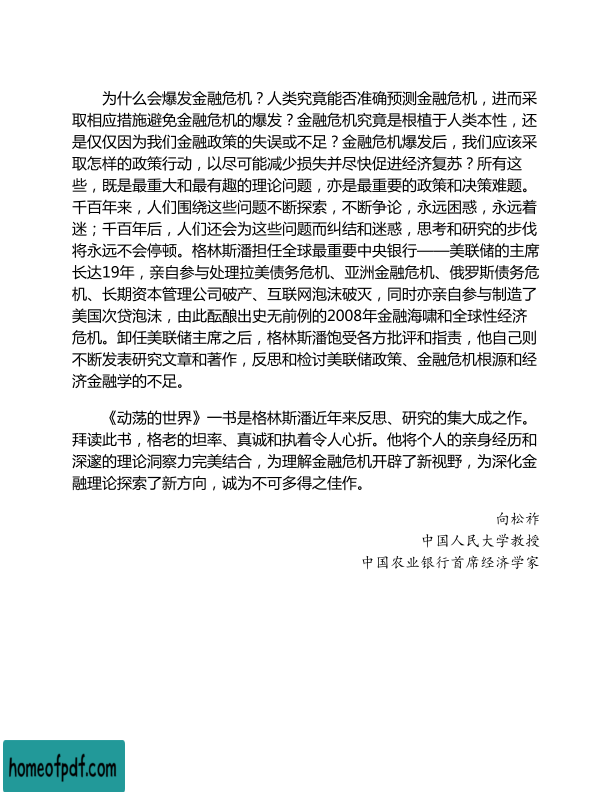 为什么会爆发金融危机？人类究竟能否准确预测金融危机，进而采
取相应措施避免金融危机的爆发？金融危机究竟是根植于人类本性，还
是仅仅因为我们金融政策的失误或不足？金融危机爆发后，我们应该采
取怎样的政策行动，以尽可能减少损失并尽快促进经济复苏？所有这
些，既是最重大和最有趣的理论问题，亦是最重要的政策和决策难题。
千百年来，人们围绕这些问题不断探索，不断争论，永远困惑，永远着
迷；千百年后，人们还会为这些问题而纠结和迷惑，思考和研究的步伐
将永远不会停顿。格林斯潘担任全球最重要中央银行——美联储的主席
长达19年，亲自参与处理拉美债务危机、亚洲金融危机、俄罗斯债务危
机、长期资本管理公司破产、互联网泡沫破灭，同时亦亲自参与制造了
美国次贷泡沫，由此酝酿出史无前例的2008年金融海啸和全球性经济
危机。卸任美联储主席之后，格林斯潘饱受各方批评和指责，他自己则
不断发表研究文章和著作，反思和检讨美联储政策、金融危机根源和经
济金融学的不足。
《动荡的世界》一书是格林斯潘近年来反思、研究的集大成之作。
拜读此书，格老的坦率、真诚和执着令人心折。他将个人的亲身经历和
深邃的理论洞察力完美结合，为理解金融危机开辟了新视野，为深化金
融理论探索了新方向，诚为不可多得之佳作。
向松祚
中国人民大学教授
中国农业银行首席经济学家
homeofpdf.com